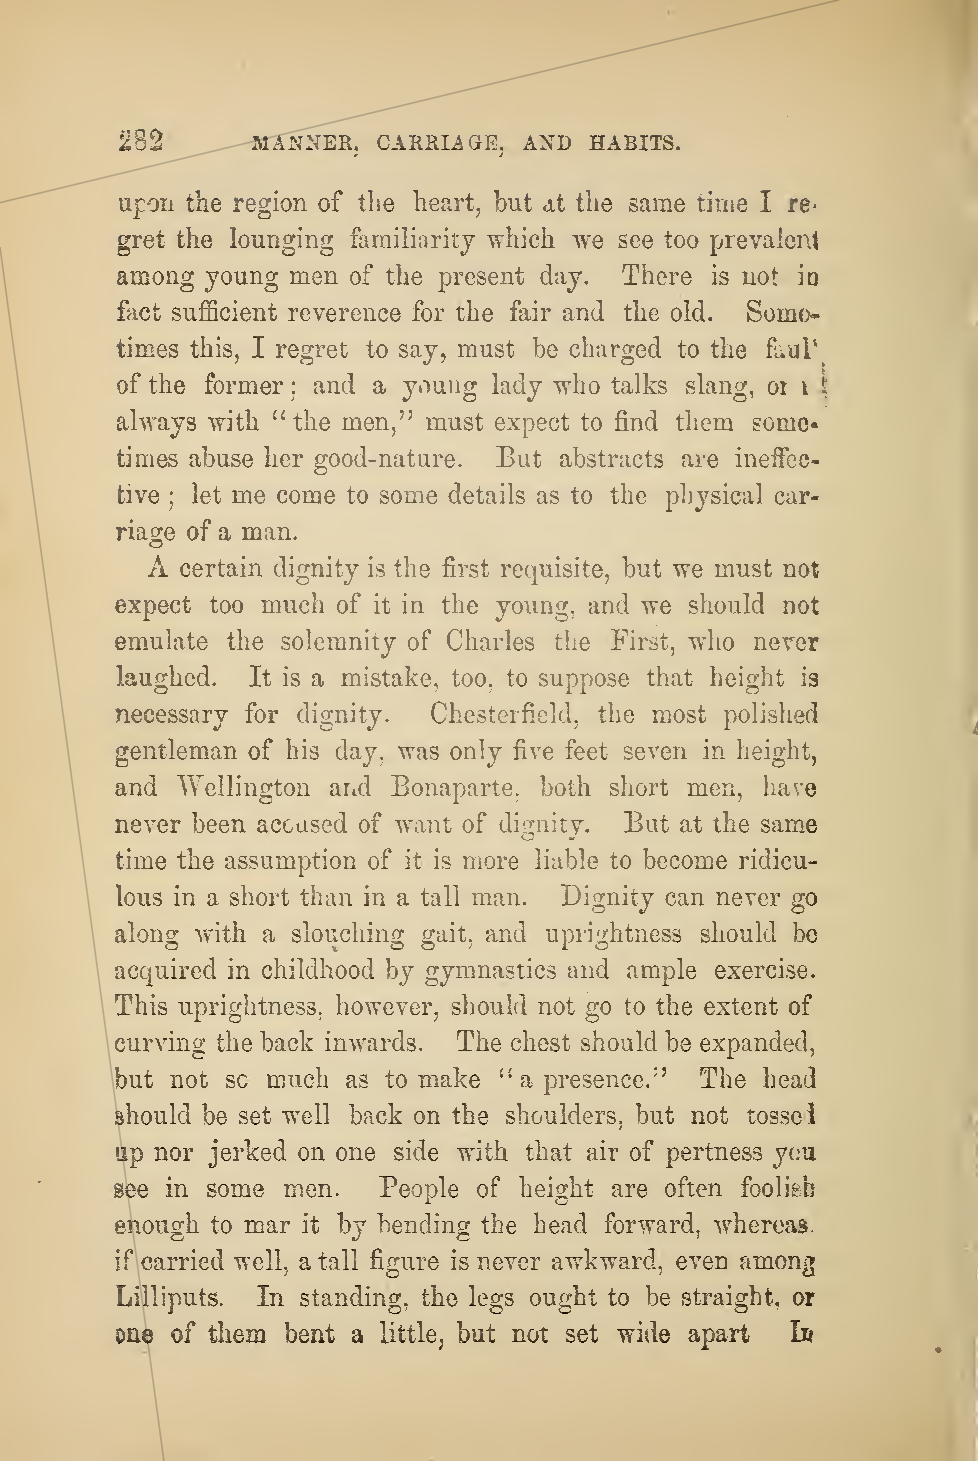 282 MANNER, CARRIAGE, AND HABITS.
upon the region of the heart, but at the same time I re-
gret the lounging familiarity which we see too prevalent
among young men of the present day. There is not in
fact sufficient reverence for the fair and the old. Some-
times this, I regret to say, must be charged to the fault
of the former; and a young lady who talks slang, or i
always with "the men," must expect to find them some-
times abuse her good-nature. But abstracts are ineffec-
tive; let me come to some details as to the physical car-
riage of a man.
A certain dignity is the first requisite, but we must not
expect too much of it in the young, and we should not
emulate the solemnity of Charles the First, who never
laughed. It is a mistake, too, to suppose that height is
necessary for dignity. Chesterfield, the most polished
gentleman of his day, was only five feet seven in height,
and Wellington and Bonaparte, both short men, have
never been accused of want of dignity. But at the same
time the assumption of it is more liable to become ridicu-
lous in a short than in a tall man. Dignity can never go
along with a slouching gait, and uprightness should be
acquired in childhood by gymnastics and ample exercise.
This uprightness, however, should not go to the extent of
curving the back inwards. The chest should be expanded,
but not so much as to make "a presence." The head
should be set well back on the shoulders, but not tossed
up nor jerked on one side with that air of pertness you
see in some men. People of height are often foolish
enough to mar it by bending the head forward, whereas.
if carried well, a tall figure is never awkward, even among
Lilliputs. In standing, the legs ought to be straight, or
one of them bent a little, but not set wide apart In